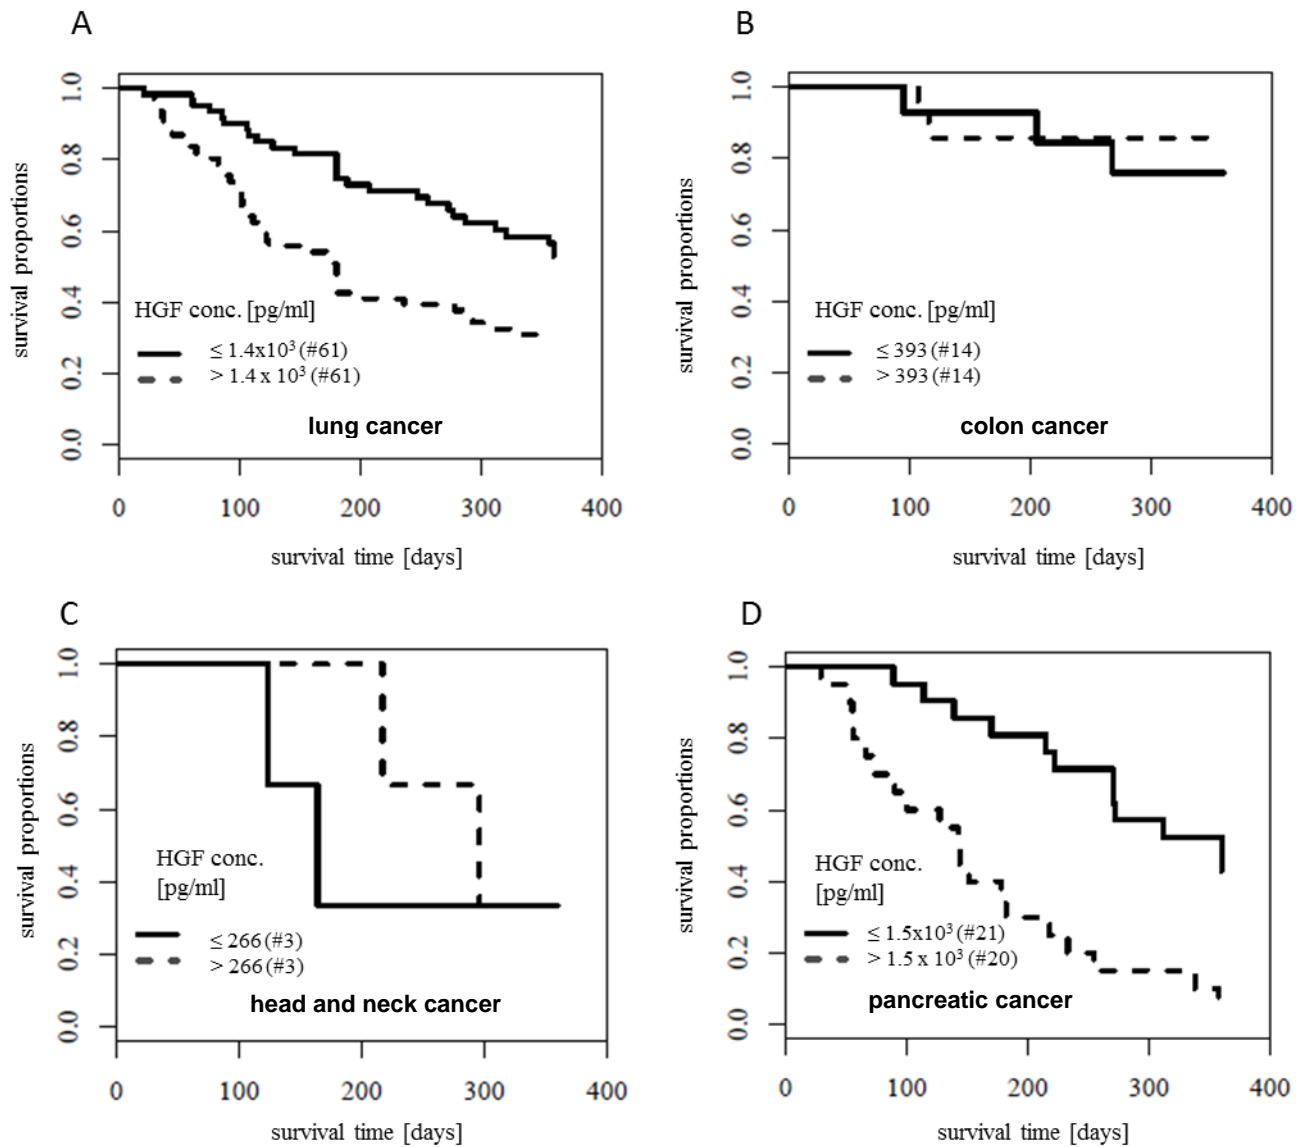 A
survival proportions
1.0
0.8
0.6
0.4
0.2
0.0
HGF conc. [pg/ml]
≤ 1.4x10³ (#61)
> 1.4 x 10³ (#61)
lung cancer
0 100 200 300 400
survival time [days]
B
survival proportions
1.0
0.8
0.6
0.4
0.2
0.0
HGF conc. [pg/ml]
≤ 393 (#14)
> 393 (#14)
colon cancer
0 100 200 300 400
survival time [days]
C
survival proportions
1.0
0.8
0.6
0.4
0.2
0.0
HGF conc.
[pg/ml]
≤ 266 (#3)
> 266 (#3)
head and neck cancer
0 100 200 300 400
survival time [days]
D
survival proportions
1.0
0.8
0.6
0.4
0.2
0.0
HGF conc.
[pg/ml]
≤ 1.5x10³ (#21)
> 1.5 x 10³ (#20)
pancreatic cancer
0 100 200 300 400
survival time [days]